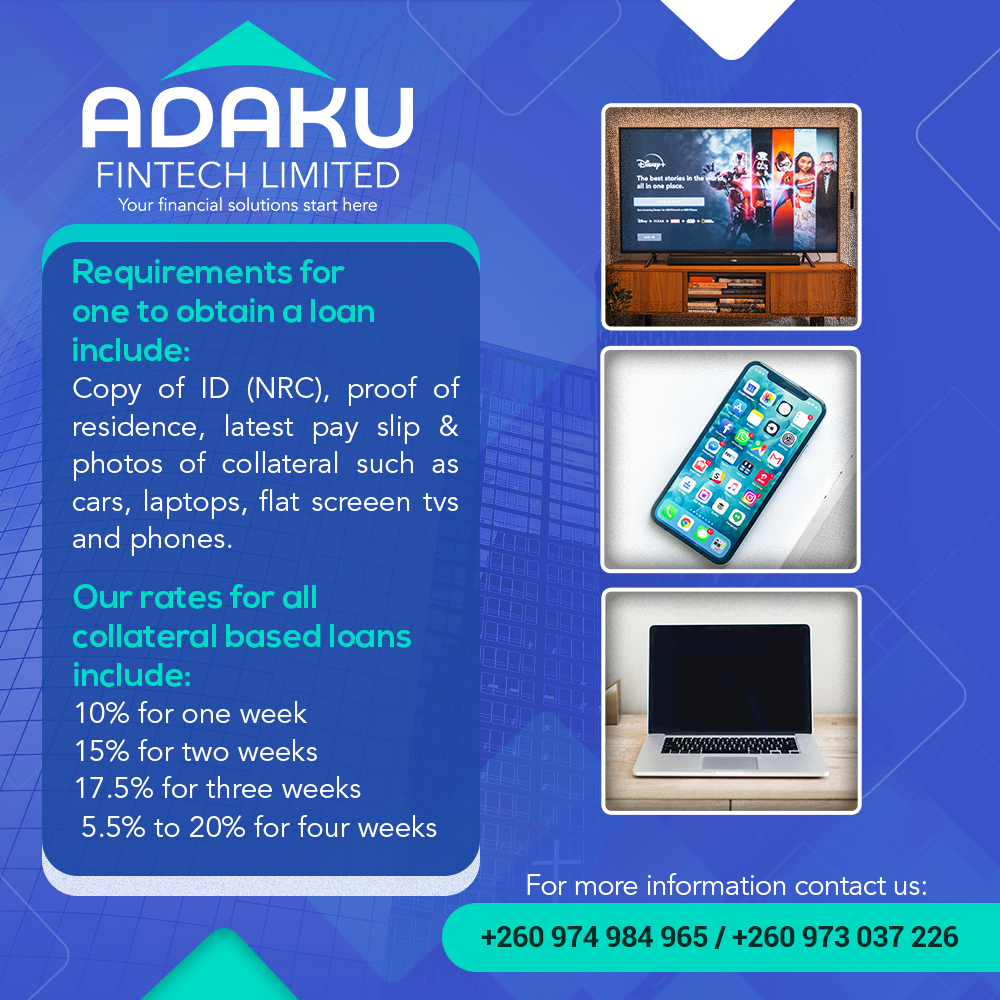 ADAKU
FINTECH LIMITED
Your financial solutions start here
Requirements for
one to obtain a loan
include:
Copy of ID (NRC), proof of
residence, latest pay slip &
photos of collateral such as
cars, laptops, flat screeen tvs
and phones.
Our rates for all
collateral based loans
include:
10% for one week
15% for two weeks
17.5% for three weeks
5.5% to 20% for four weeks
Disney+
The best stories in the world,
all in one place.
For more information contact us:
+260 974 984 965 / +260 973 037 226